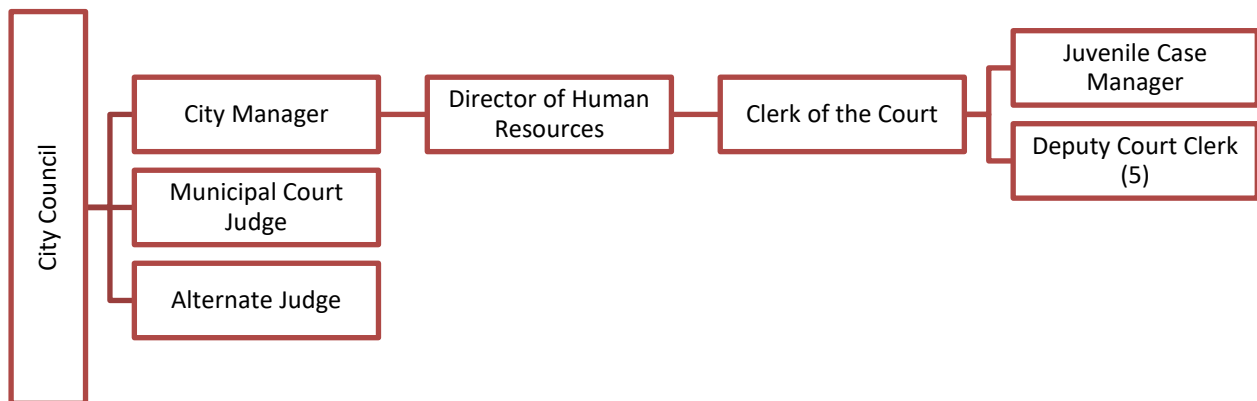 City Council
City Manager
Municipal Court
Judge
Alternate Judge
Director of Human
Resources
Clerk of the Court
Juvenile Case
Manager
Deputy Court Clerk
(5)